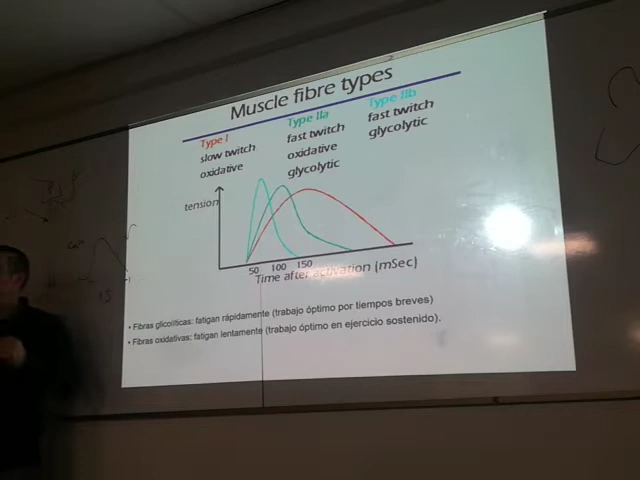 Muscle fibre types
Type I
slow twitch
oxidative
Type IIa
fast twitch
oxidative
glycolytic
Type IIb
fast twitch
glycolytic
tension
50 100 150
Time after activation (mSec)
• Fibras glicolíticas: fatigan rápidamente (trabajo óptimo por tiempos breves)
• Fibras oxidativas: fatigan lentamente (trabajo óptimo en ejercicio sostenido).